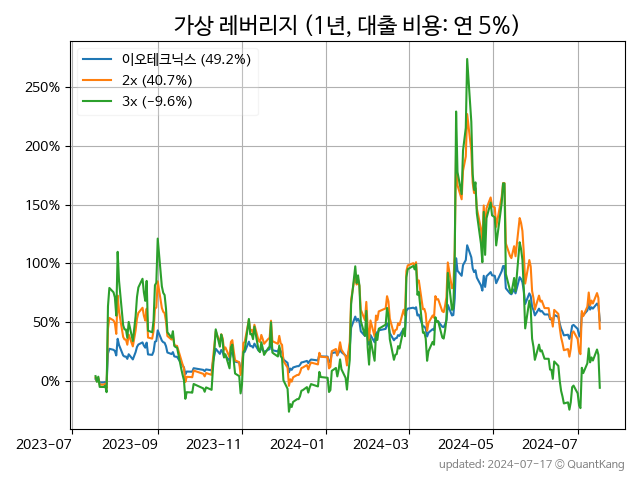 가상 레버리지 (1년, 대출 비용: 연 5%)
이오테크닉스 (49.2%)
2x (40.7%)
3x (−9.6%)
250%
200%
150%
100%
50%
0%
2023-07 2023-09 2023-11 2024-01 2024-03 2024-05 2024-07
updated: 2024-07-17 © QuantKang